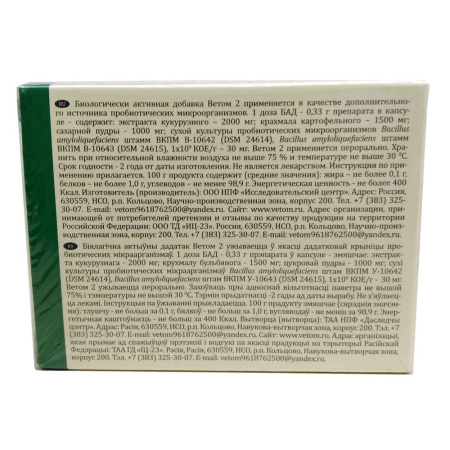 RU Биологически активная добавка Ветом 2 применяется в качестве дополнительно-
го источника пробиотических микроорганизмов. 1 доза БАД - 0,33 г препарата в капсу-
ле - содержит: экстракта кукурузного - 2000 мг; крахмала картофельного - 1500 мг;
сахарной пудры - 1000 мг; сухой культуры пробиотических микроорганизмов Bacillus
amyloliquefaciens штамм ВКПМ В-10642 (DSM 24614), Bacillus amyloliquefaciens штамм
ВКПМ В-10643 (DSM 24615), 1х10⁹ КОЕ/г - 30 мг. Ветом 2 применяется перорально. Хра-
нить при относительной влажности воздуха не выше 75 % и температуре не выше 30 °С.
Срок годности - 2 года от даты изготовления. Не является лекарством. Инструкция по при-
менению прилагается. 100 г продукта содержит (средние значения): жира – не более 0,1 г,
белков – не более 1,0 г, углеводов – не менее 98,9 г. Энергетическая ценность - не более 400
Ккал. Изготовитель (производитель): ООО НПФ «Исследовательский центр». Адрес: Россия,
630559, НСО, р.п. Кольцово, Научно-производственная зона, корпус 200. Тел. +7 (383) 325-
30-07. E-mail: vetom9618762500@yandex.ru. Сайт: www.vetom.ru. Адрес организации, при-
нимающей от потребителей претензии и отзывы по качеству продукции на территории
Российской Федерации: ООО ТД «ИЦ-23». Россия, 630559, НСО, р.п. Кольцово, Научно-произ-
водственная зона, корпус 200. Тел. +7 (383) 325-30-07. E-mail: vetom9618762500@yandex.ru.
Біялагічна актыўны дадатак Ветом 2 ужываецца ў якасці дадатковай крыніцы про-
биотических мікраарганізмаў. 1 доза БАД - 0,33 г прэпарата ў капсуле - змяшчае: экс-
тракта кукурузнага - 2000 мг; крухмалу бульбянога - 1500 мг; цукровой пудры - 1000 мг; сухой
культуры пробиотических мікраарганізмаў Bacillus amyloliquefaciens штам ВКПМ У-10642
(DSM 24614), Bacillus amyloliquefaciens штам ВКПМ У-10643 (DSM 24615), 1х10⁹ КОЕ/г - 30 мг.
Ветом 2 ужываецца перорально. Захоўваць пры адноснай вільготнасці паветра не вышэй
75% і тэмпературы не вышэй 30 °С. Тэрмін прыдатнасці - 2 гады ад даты вырабу. Не з'яўляец-
ца лекамі. Інструкцыя па ўжыванні прыкладаецца. 100 г прадукту змяшчае (сярэднія значэн-
ні): тлушчу - не больш за 0,1 г, бялкоў - не больш за 1,0 г, вугляводаў - не менш за 98,9 г. Энер-
гетычная каштоўнасць - не больш за 400 Ккал. Вытворца (вытворца): ТАА НПФ «Даследчы
цэнтр». Адрас: Расія, 630559, НСО, р.п. Кольцово, Навукова-вытворчая зона, корпус 200. Тэл. +7
(383) 325-30-07. E-mail: vetom9618762500@yandex.ru. Сайт: www.vetom.ru. Адрас арганізацыі,
якая прымае ад спажыўцоў прэтэнзіі і водгукі па якасці прадукцыі на тэрыторыі Расійскай
Федэрацыі: ТАА ГД «ІЦ-23». Расія, Расія, 630559, НСО, р.п. Кольцово, Навукова-вытворчая зона,
корпус 200. Тэл. +7 (383) 325-30-07. E-mail: vetom9618762500@yandex.ru.